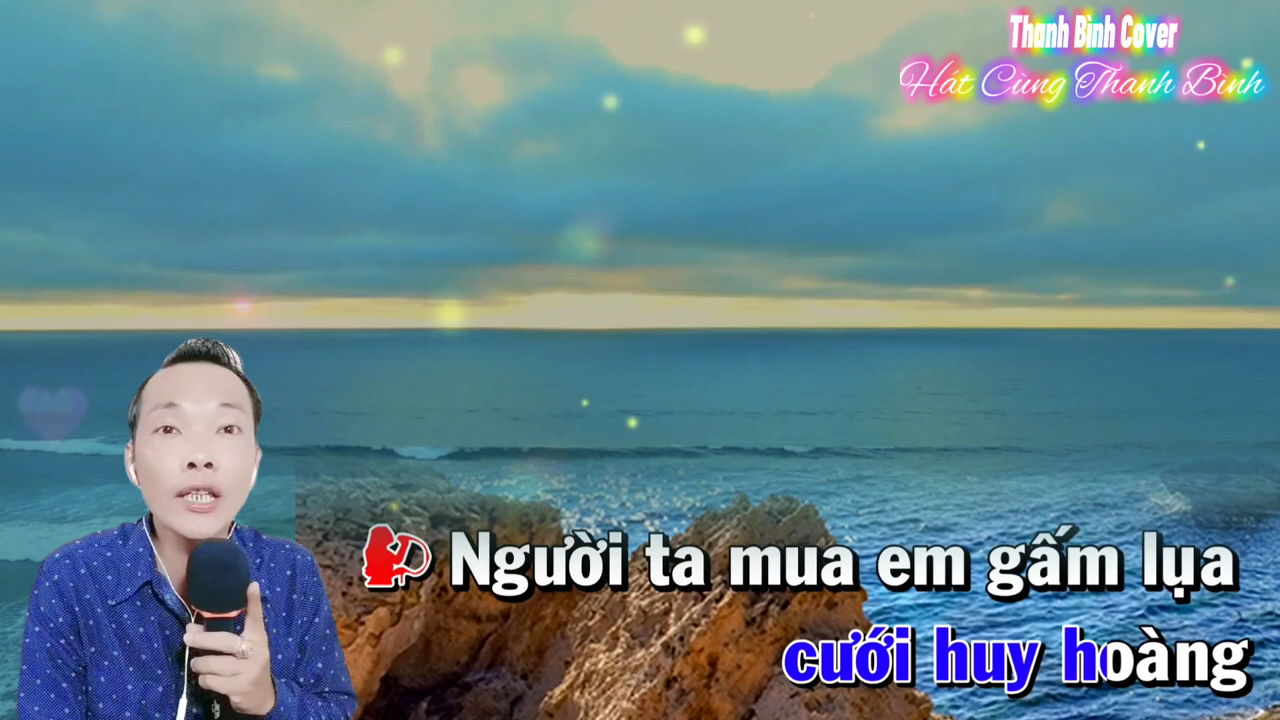 Thanh Bình Cover
Hát Cùng Thanh Bình
Người ta mua em gấm lụa
cưới huy hoàng